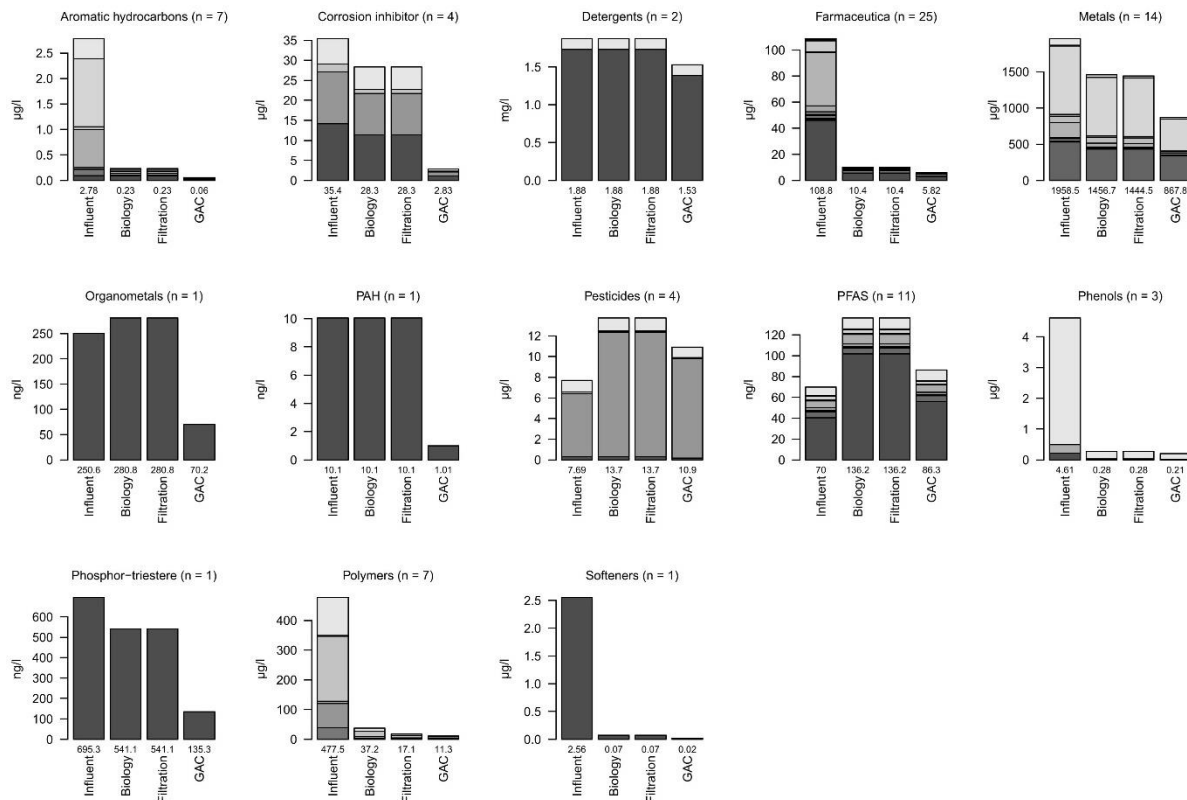 Aromatic hydrocarbons (n = 7)
µg/l
2.5
2.0
1.5
1.0
0.5
0.0
2.78 0.23 0.23 0.06
Influent Biology Filtration GAC
Corrosion inhibitor (n = 4)
µg/l
35
30
25
20
15
10
5
0
35.4 28.3 28.3 2.83
Influent Biology Filtration GAC
Detergents (n = 2)
mg/l
1.5
1.0
0.5
0.0
1.88 1.88 1.88 1.53
Influent Biology Filtration GAC
Farmaceutica (n = 25)
µg/l
100
80
60
40
20
0
108.8 10.4 10.4 5.82
Influent Biology Filtration GAC
Metals (n = 14)
µg/l
1500
1000
500
0
1958.5 1456.7 1444.5 867.8
Influent Biology Filtration GAC
Organometals (n = 1)
ng/l
250
200
150
100
50
0
250.6 280.8 280.8 70.2
Influent Biology Filtration GAC
PAH (n = 1)
ng/l
10
8
6
4
2
0
10.1 10.1 10.1 1.01
Influent Biology Filtration GAC
Pesticides (n = 4)
µg/l
12
10
8
6
4
2
0
7.69 13.7 13.7 10.9
Influent Biology Filtration GAC
PFAS (n = 11)
ng/l
120
100
80
60
40
20
0
70 136.2 136.2 86.3
Influent Biology Filtration GAC
Phenols (n = 3)
µg/l
4
3
2
1
0
4.61 0.28 0.28 0.21
Influent Biology Filtration GAC
Phosphor−triestere (n = 1)
ng/l
600
500
400
300
200
100
0
695.3 541.1 541.1 135.3
Influent Biology Filtration GAC
Polymers (n = 7)
µg/l
400
300
200
100
0
477.5 37.2 17.1 11.3
Influent Biology Filtration GAC
Softeners (n = 1)
µg/l
2.5
2.0
1.5
1.0
0.5
0.0
2.56 0.07 0.07 0.02
Influent Biology Filtration GAC